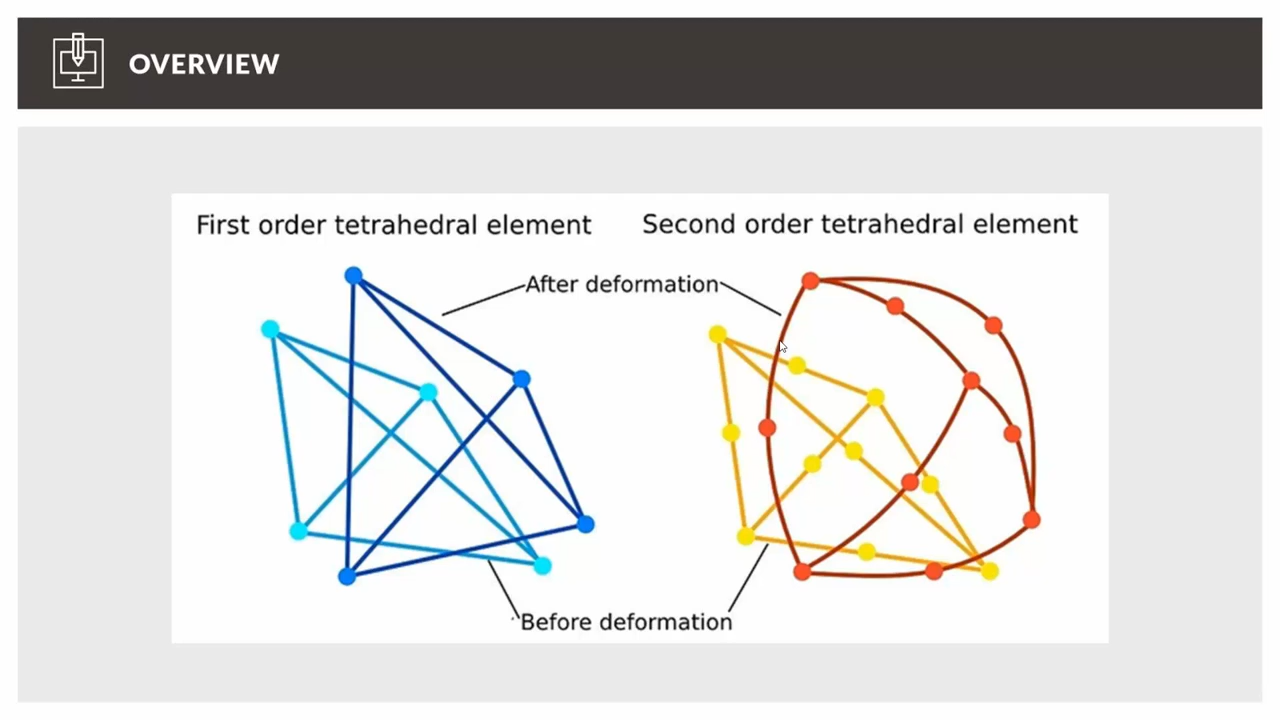 OVERVIEW
First order tetrahedral element
Second order tetrahedral element
After deformation
Before deformation